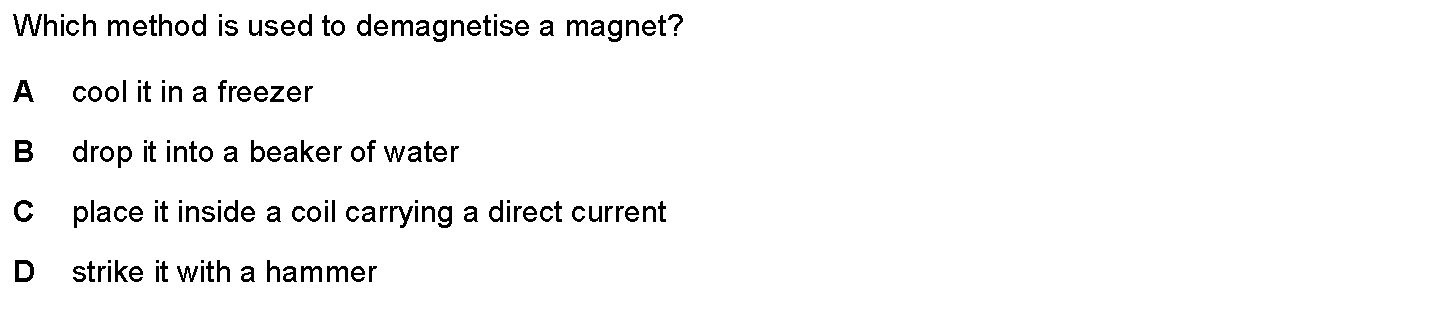 Which method is used to demagnetise a magnet?
A cool it in a freezer
B drop it into a beaker of water
C place it inside a coil carrying a direct current
D strike it with a hammer